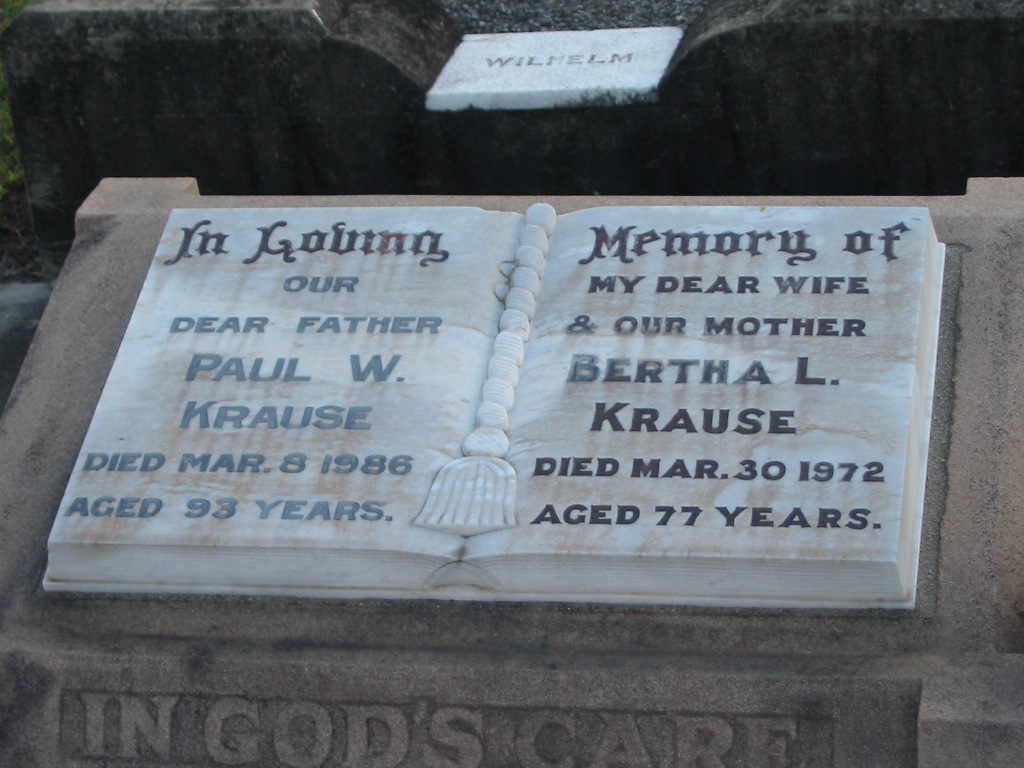 WILHELM
In Loving
OUR
DEAR FATHER
PAUL W.
KRAUSE
DIED MAR. 8 1986
AGED 93 YEARS.
Memory of
MY DEAR WIFE
& OUR MOTHER
BERTHA L.
KRAUSE
DIED MAR. 30 1972
AGED 77 YEARS.
IN GOD'S CARE